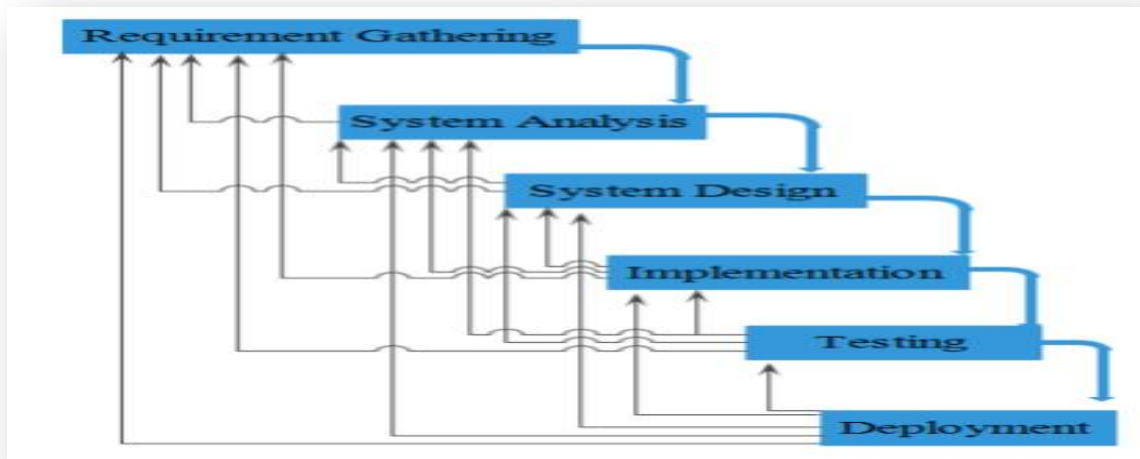 Requirement Gathering
System Analysis
System Design
Implementation
Testing
Deployment